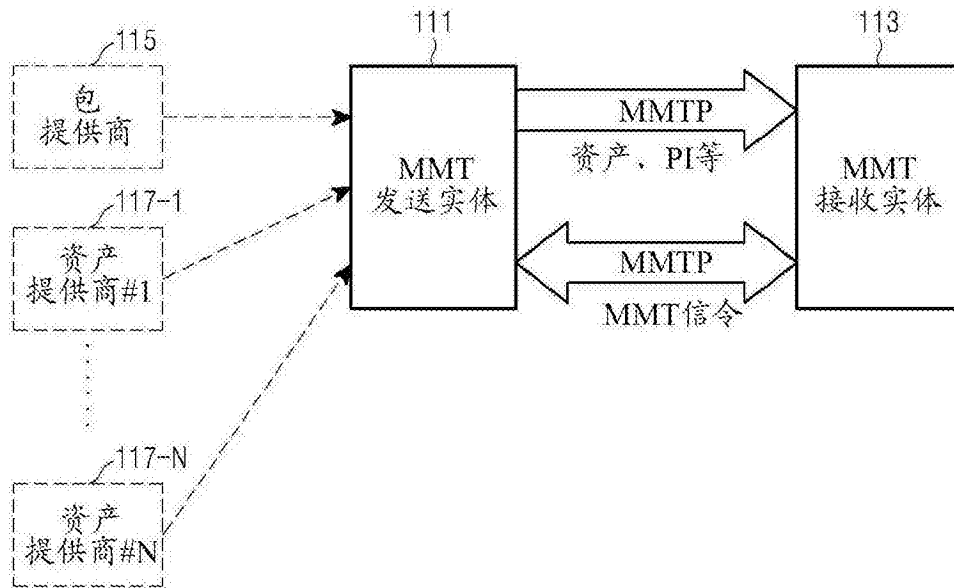 115
111
113
包
提供商
MMT
发送实体
MMTP
资产、PI等
MMT
接收实体
117-1
资产
提供商#1
MMTP
MMT信令
117-N
资产
提供商#N